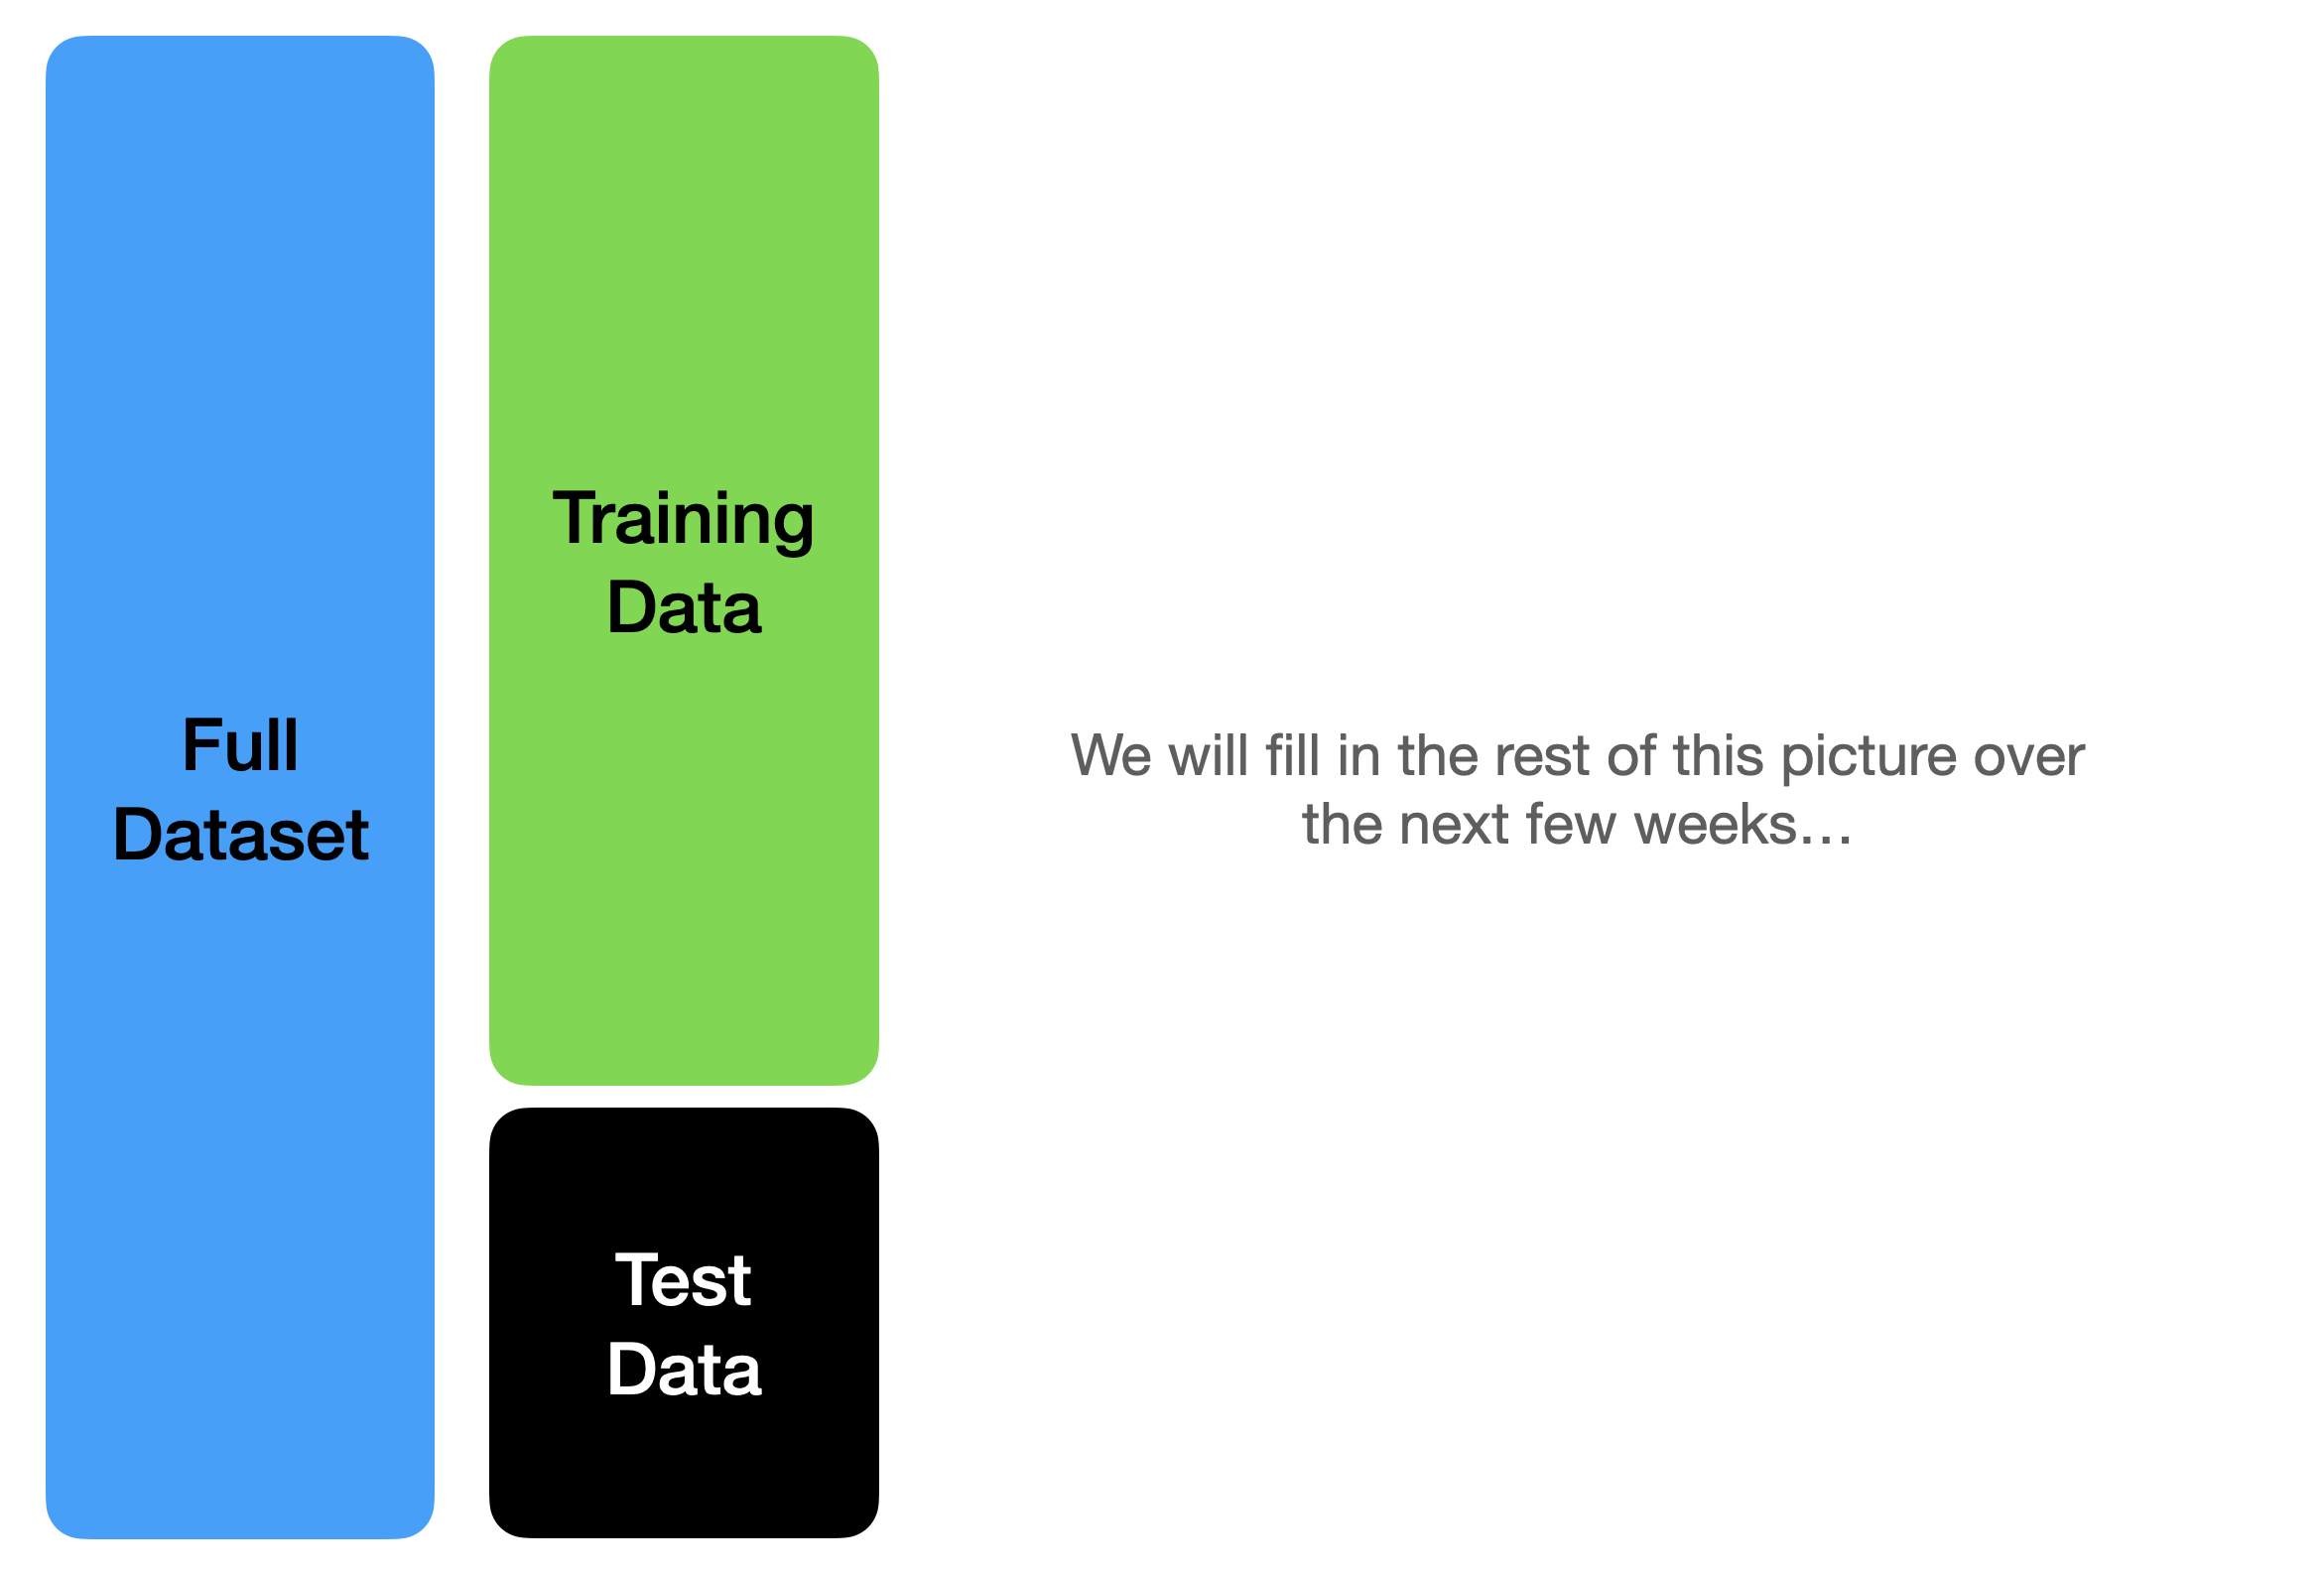 Full
Dataset
Training
Data
Test
Data
We will fill in the rest of this picture over
the next few weeks…